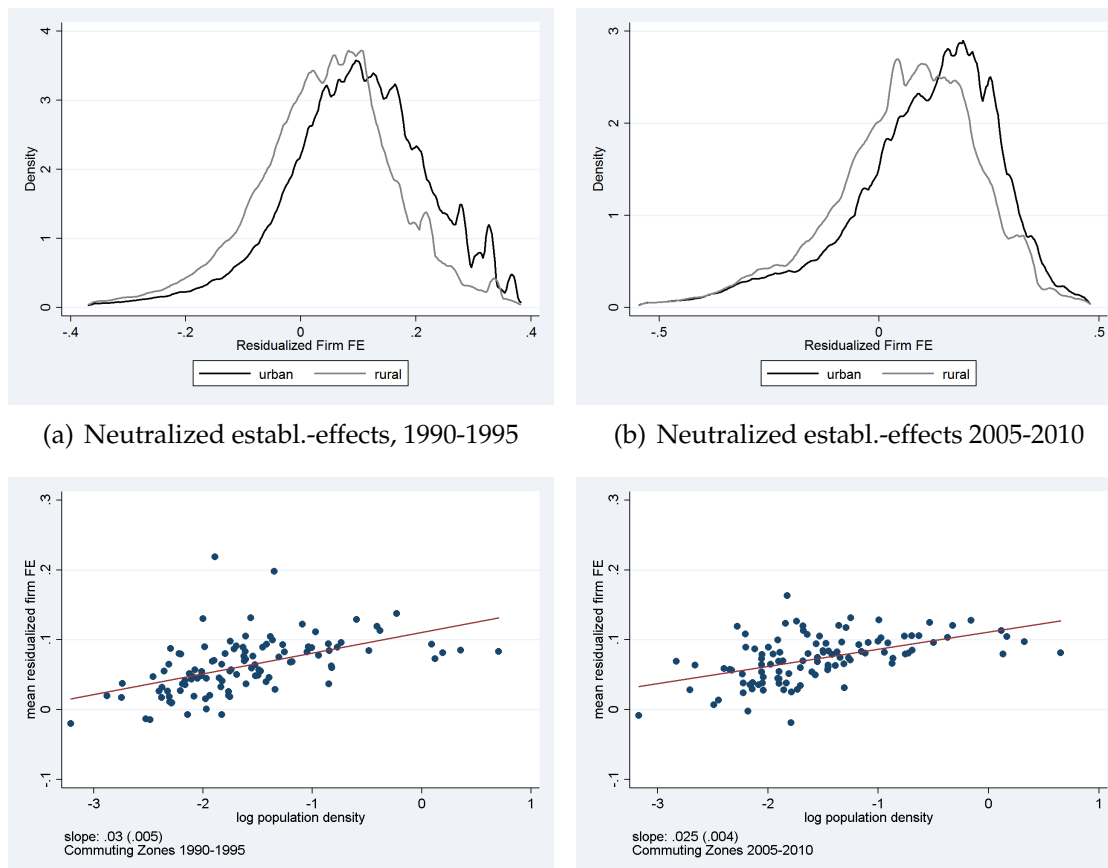 4
3
2
1
0
Density
-.4
-.2
0
.2
.4
Residualized Firm FE
urban
rural
3
2
1
0
Density
-.5
0
.5
Residualized Firm FE
urban
rural
(a) Neutralized establ.-effects, 1990-1995
(b) Neutralized establ.-effects 2005-2010
.3
.2
.1
0
-.1
mean residualized firm FE
-3
-2
-1
0
1
log population density
slope: .03 (.005)
Commuting Zones 1990-1995
.3
.2
.1
0
-.1
mean residualized firm FE
-3
-2
-1
0
1
log population density
slope: .025 (.004)
Commuting Zones 2005-2010